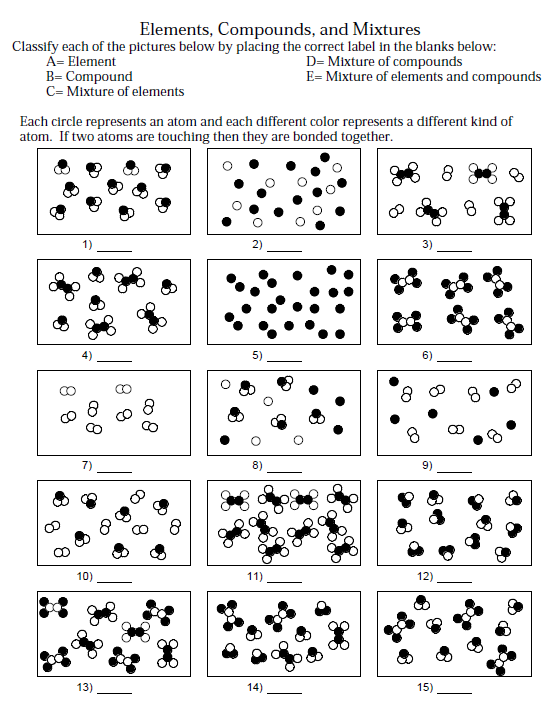 Elements, Compounds, and Mixtures
Classify each of the pictures below by placing the correct label in the blanks below:
A= Element D= Mixture of compounds
B= Compound E= Mixture of elements and compounds
C= Mixture of elements
Each circle represents an atom and each different color represents a different kind of
atom. If two atoms are touching then they are bonded together.
1) ______ 2) ______ 3) ______
4) ______ 5) ______ 6) ______
7) ______ 8) ______ 9) ______
10) ______ 11) ______ 12) ______
13) ______ 14) ______ 15) ______